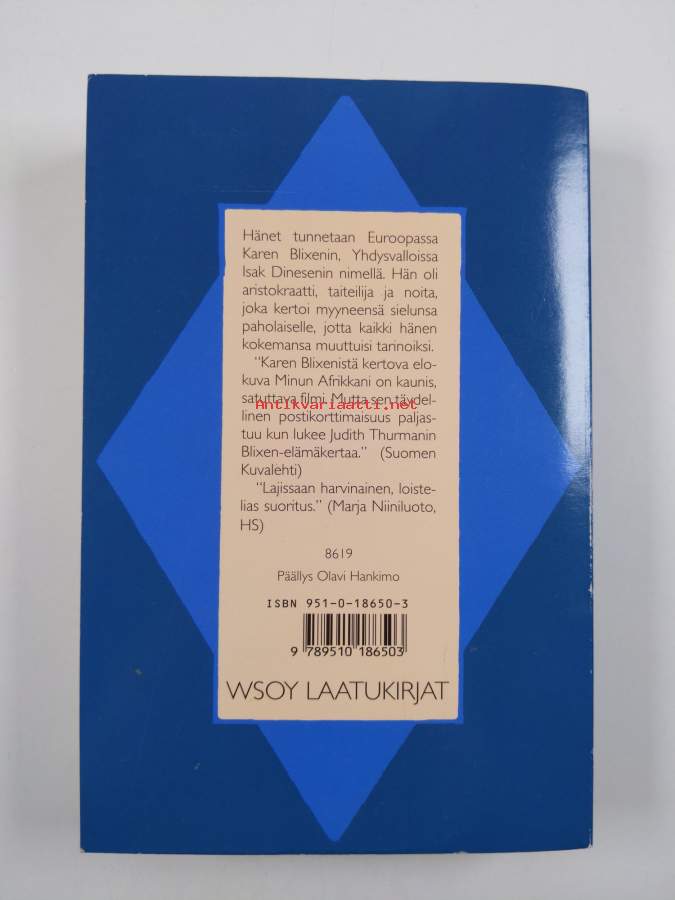 Hänet tunnetaan Euroopassa
Karen Blixenin, Yhdysvalloissa
Isak Dinesenin nimellä. Hän oli
aristokraatti, taiteilija ja noita,
joka kertoi myyneensä sielunsa
paholaiselle, jotta kaikki hänen
kokemansa muuttuisi tarinoiksi.
"Karen Blixenistä kertova elo-
kuva Minun Afrikkani on kaunis,
satuttava filmi. Mutta sen täydel-
Antikvariaatti.net
linen postikorttimaisuus paljas-
tuu kun lukee Judith Thurmanin
Blixen-elämäkertaa." (Suomen
Kuvalehti)
"Lajissaan harvinainen, loiste-
lias suoritus." (Marja Niiniluoto,
HS)
8619
Päällys Olavi Hankimo
ISBN 951-0-18650-3
9 789510 186503
WSOY LAATUKIRJAT